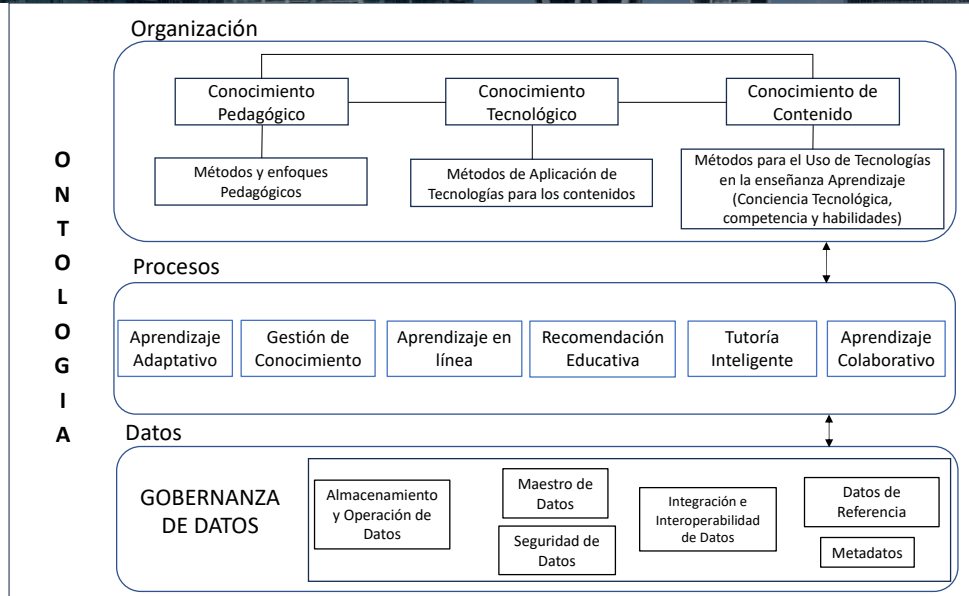 Organización
Conocimiento
Pedagógico
Conocimiento
Tecnológico
Conocimiento de
Contenido
Métodos y enfoques
Pedagógicos
Métodos de Aplicación de
Tecnologías para los contenidos
Métodos para el Uso de Tecnologías
en la enseñanza Aprendizaje
(Conciencia Tecnológica,
competencia y habilidades)
O
N
T
O
L
O
G
I
A
Procesos
Aprendizaje
Adaptativo
Gestión de
Conocimiento
Aprendizaje en
línea
Recomendación
Educativa
Tutoría
Inteligente
Aprendizaje
Colaborativo
Datos
GOBERNANZA
DE DATOS
Almacenamiento
y Operación de
Datos
Maestro de
Datos
Seguridad de
Datos
Integración e
Interoperabilidad
de Datos
Datos de
Referencia
Metadatos